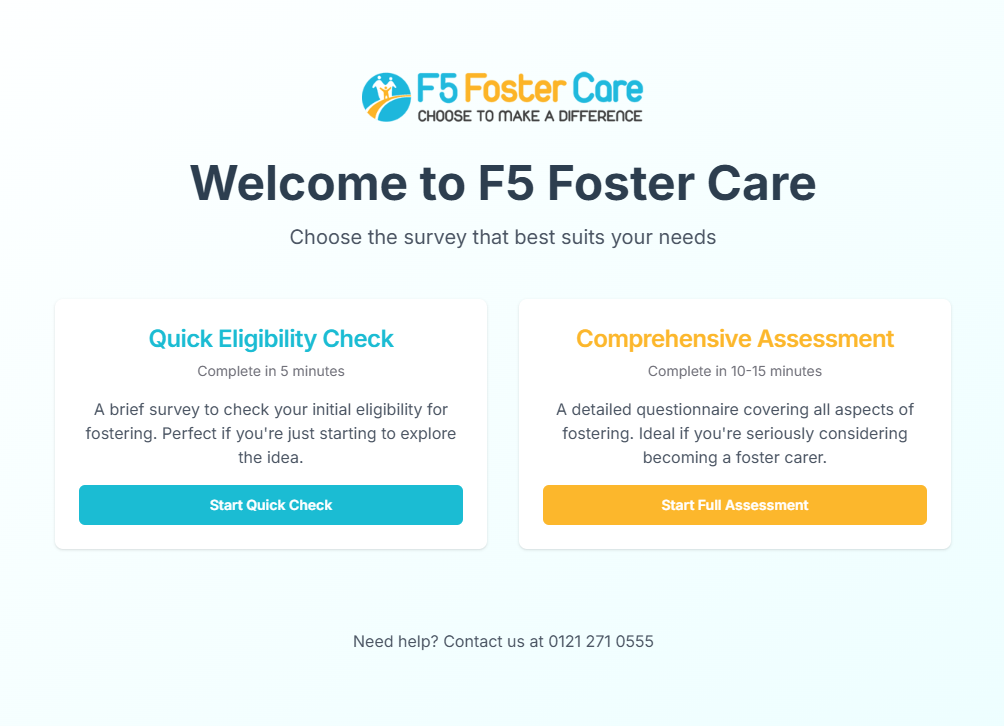 F5 Foster Care
CHOOSE TO MAKE A DIFFERENCE
Welcome to F5 Foster Care
Choose the survey that best suits your needs
Quick Eligibility Check
Complete in 5 minutes
A brief survey to check your initial eligibility for
fostering. Perfect if you're just starting to explore
the idea.
Start Quick Check
Comprehensive Assessment
Complete in 10-15 minutes
A detailed questionnaire covering all aspects of
fostering. Ideal if you're seriously considering
becoming a foster carer.
Start Full Assessment
Need help? Contact us at 0121 271 0555